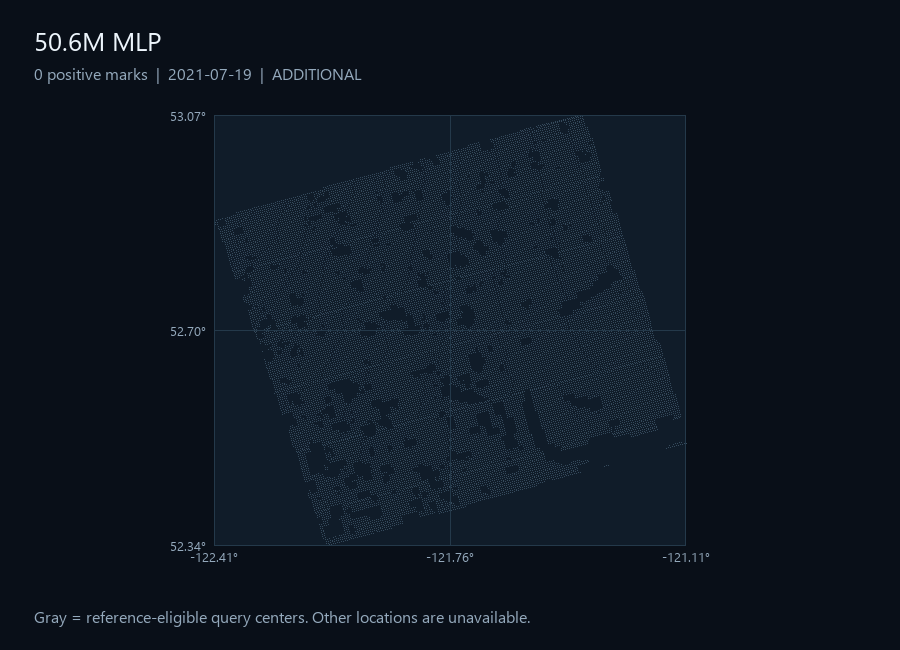 50.6M MLP
0 positive marks | 2021-07-19 | ADDITIONAL
53.07°
52.70°
52.34°
-122.41° -121.76° -121.11°
Gray = reference-eligible query centers. Other locations are unavailable.